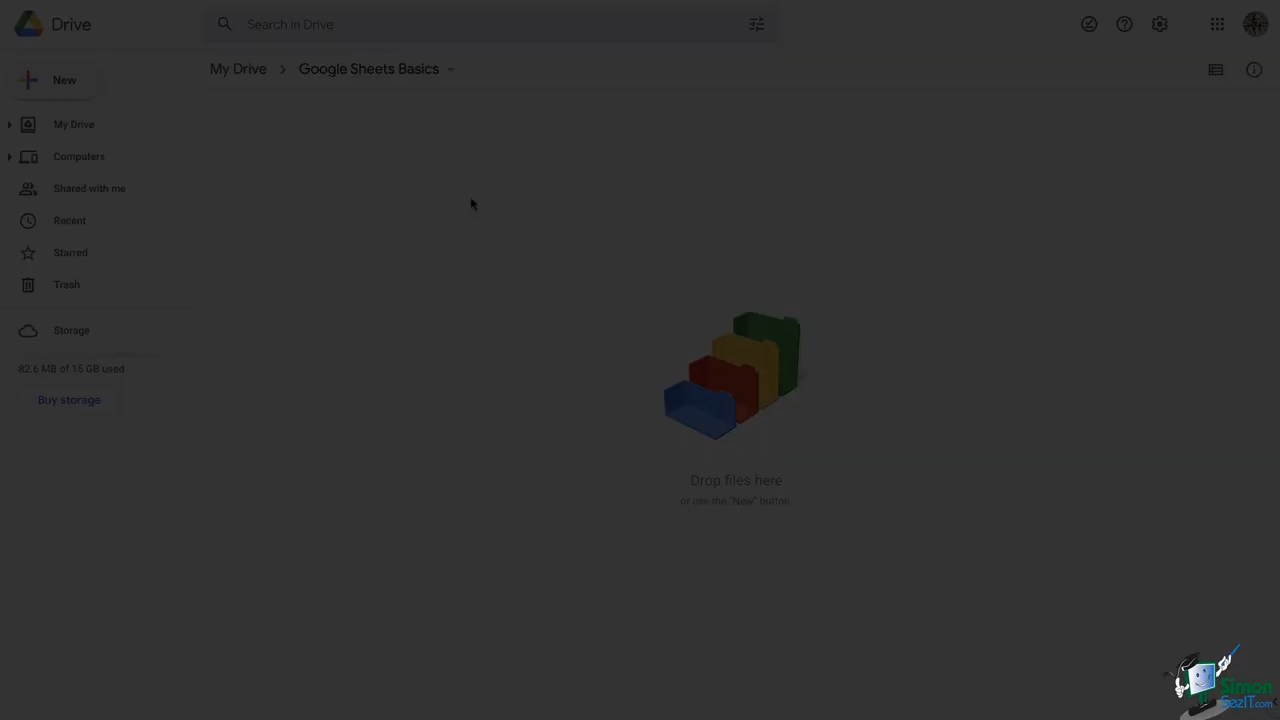 Drive
Search in Drive
New
My Drive
Google Sheets Basics
My Drive
Computers
Shared with me
Recent
Starred
Trash
Storage
82.6 MB of 15 GB used
Buy storage
Drop files here
or use the "New" button
Simon
SezIT.com